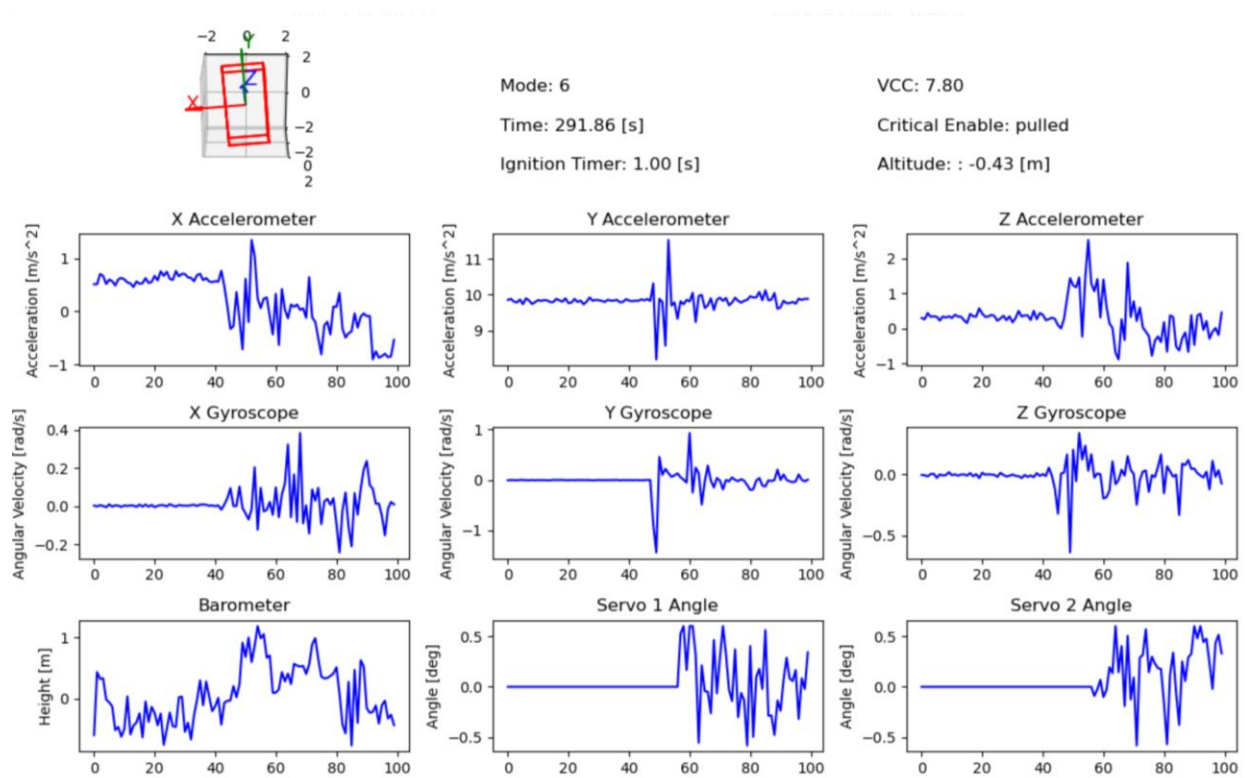 −2 0 2
Y
2
Z
0
X
−2
−2
0
2
Mode: 6
VCC: 7.80
Time: 291.86 [s]
Critical Enable: pulled
Ignition Timer: 1.00 [s]
Altitude: : -0.43 [m]
X Accelerometer
Acceleration [m/s^2]
1
0
−1
0 20 40 60 80 100
Y Accelerometer
Acceleration [m/s^2]
11
10
9
0 20 40 60 80 100
Z Accelerometer
Acceleration [m/s^2]
2
1
0
−1
0 20 40 60 80 100
X Gyroscope
Angular Velocity [rad/s]
0.4
0.2
0.0
−0.2
0 20 40 60 80 100
Y Gyroscope
Angular Velocity [rad/s]
1
0
−1
0 20 40 60 80 100
Z Gyroscope
Angular Velocity [rad/s]
0.0
−0.5
0 20 40 60 80 100
Barometer
Height [m]
1
0
0 20 40 60 80 100
Servo 1 Angle
Angle [deg]
0.5
0.0
−0.5
0 20 40 60 80 100
Servo 2 Angle
Angle [deg]
0.5
0.0
−0.5
0 20 40 60 80 100